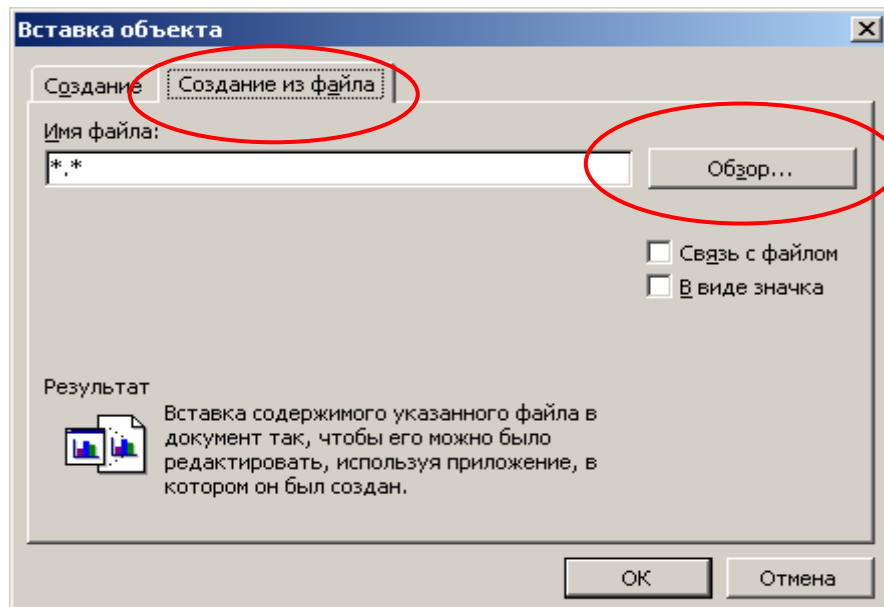 Вставка объекта
Создание
Создание из файла
Имя файла:
*.*
Обзор...
Связь с файлом
В виде значка
Результат
Вставка содержимого указанного файла в
документ так, чтобы его можно было
редактировать, используя приложение, в
котором он был создан.
ОК
Отмена